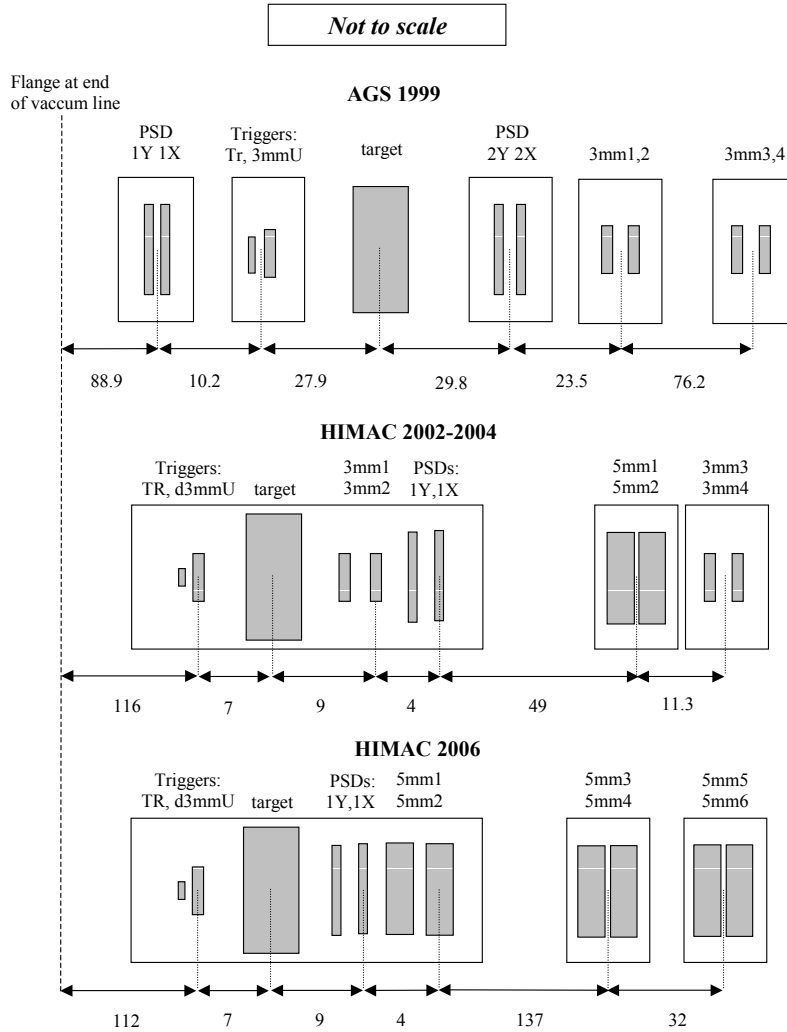 Not to scale
Flange at end
of vaccum line
AGS 1999
PSD
1Y 1X
Triggers:
Tr, 3mmU
target
PSD
2Y 2X
3mm1,2
3mm3,4
88.9
10.2
27.9
29.8
23.5
76.2
HIMAC 2002-2004
Triggers:
TR, d3mmU
target
3mm1
3mm2
PSDs:
1Y,1X
5mm1
5mm2
3mm3
3mm4
116
7
9
4
49
11.3
HIMAC 2006
Triggers:
TR, d3mmU
target
PSDs:
1Y,1X
5mm1
5mm2
5mm3
5mm4
5mm5
5mm6
112
7
9
4
137
32